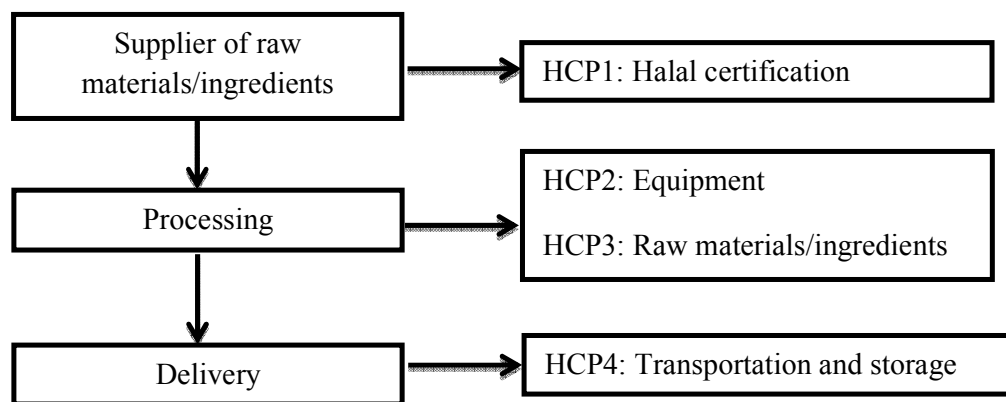 Supplier of raw
materials/ingredients
HCP1: Halal certification
Processing
HCP2: Equipment
HCP3: Raw materials/ingredients
Delivery
HCP4: Transportation and storage